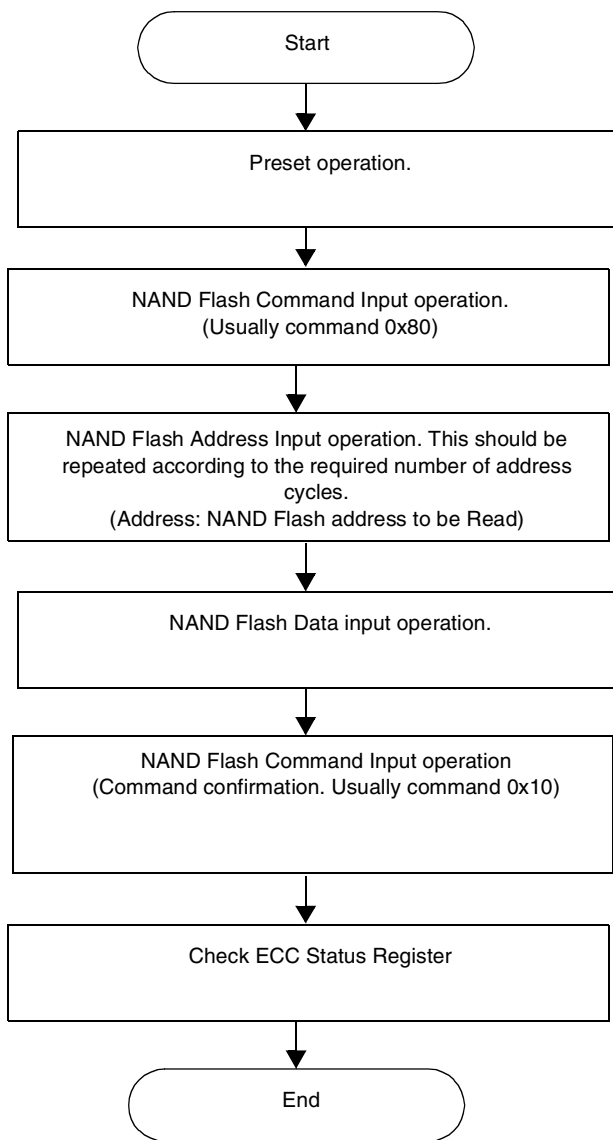 Start
Preset operation.
NAND Flash Command Input operation.
(Usually command 0x80)
NAND Flash Address Input operation. This should be
repeated according to the required number of address
cycles.
(Address: NAND Flash address to be Read)
NAND Flash Data input operation.
NAND Flash Command Input operation
(Command confirmation. Usually command 0x10)
Check ECC Status Register
End